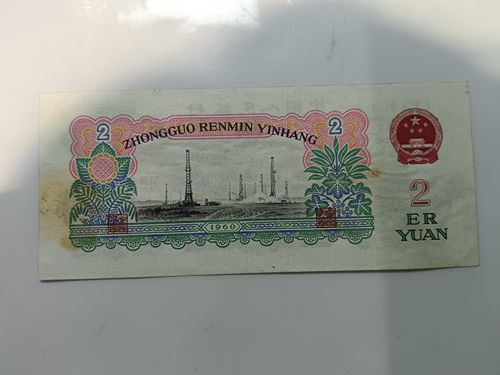 2
2
ZHONGGUO RENMIN YINHANG
1960
2
ER
YUAN